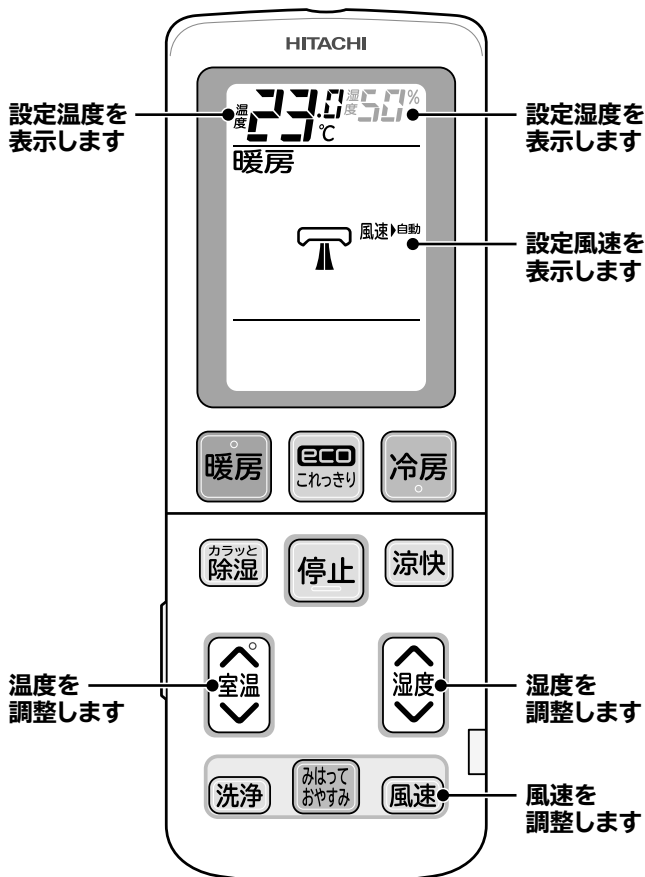 HITACHI
設定温度を
表示します
温度 23.0℃ 湿度 50%
設定湿度を
表示します
暖房
風速▶自動
設定風速を
表示します
暖房
eco
これっきり
冷房
カラッと
除湿
停止
涼快
温度を
調整します
室温
湿度
湿度を
調整します
洗浄
みはって
おやすみ
風速
風速を
調整します